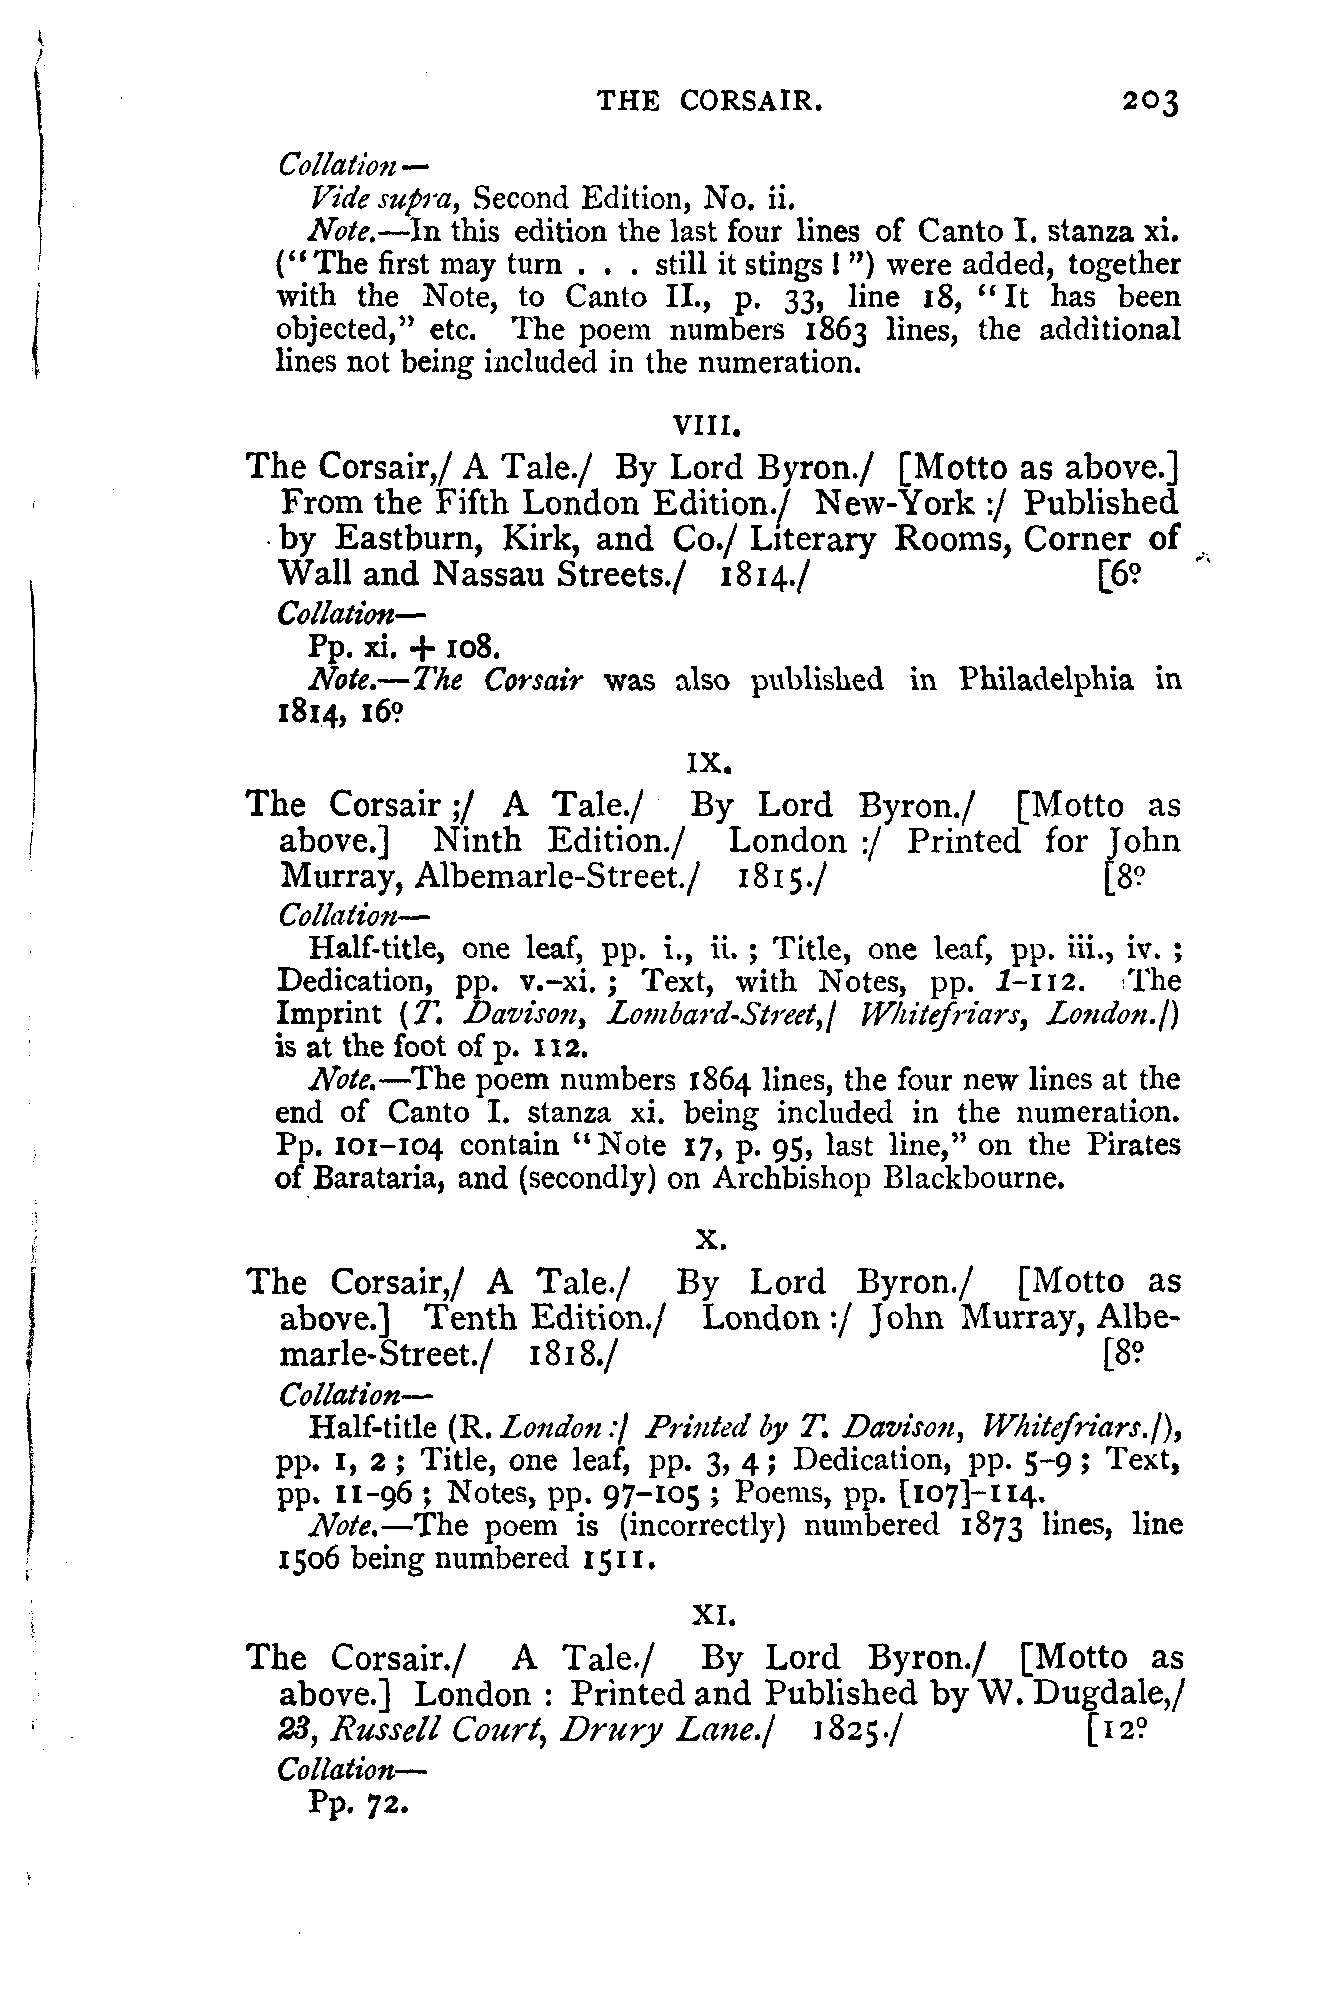 THE CORSAIR. 203
Collation—
Vide supra, Second Edition, No. ii.
Note.—In this edition the last four lines of Canto I. stanza xi.
("The first may turn . . . still it stings!") were added, together
with the Note, to Canto II., p. 33, line 18, "It has been
objected," etc. The poem numbers 1863 lines, the additional
lines not being included in the numeration.
VIII.
The Corsair,/ A Tale./ By Lord Byron./ [Motto as above.]
From the Fifth London Edition./ New-York :/ Published
by Eastburn, Kirk, and Co./ Literary Rooms, Corner of
Wall and Nassau Streets./ 1814./ [6º
Collation—
Pp. xi. + 108.
Note.—The Corsair was also published in Philadelphia in
1814, 16º
IX.
The Corsair ;/ A Tale./ By Lord Byron./ [Motto as
above.] Ninth Edition./ London :/ Printed for John
Murray, Albemarle-Street./ 1815./ [8º
Collation—
Half-title, one leaf, pp. i., ii. ; Title, one leaf, pp. iii., iv. ;
Dedication, pp. v.–xi. ; Text, with Notes, pp. 1–112. The
Imprint (T. Davison, Lombard-Street,/ Whitefriars, London./)
is at the foot of p. 112.
Note.—The poem numbers 1864 lines, the four new lines at the
end of Canto I. stanza xi. being included in the numeration.
Pp. 101–104 contain "Note 17, p. 95, last line," on the Pirates
of Barataria, and (secondly) on Archbishop Blackbourne.
X.
The Corsair,/ A Tale./ By Lord Byron./ [Motto as
above.] Tenth Edition./ London :/ John Murray, Albe-
marle-Street./ 1818./ [8º
Collation—
Half-title (R. London :/ Printed by T. Davison, Whitefriars./),
pp. 1, 2 ; Title, one leaf, pp. 3, 4 ; Dedication, pp. 5–9 ; Text,
pp. 11–96 ; Notes, pp. 97–105 ; Poems, pp. [107]–114.
Note.—The poem is (incorrectly) numbered 1873 lines, line
1506 being numbered 1511.
XI.
The Corsair./ A Tale./ By Lord Byron./ [Motto as
above.] London : Printed and Published by W. Dugdale,/
23, Russell Court, Drury Lane./ 1825./ [12º
Collation—
Pp. 72.